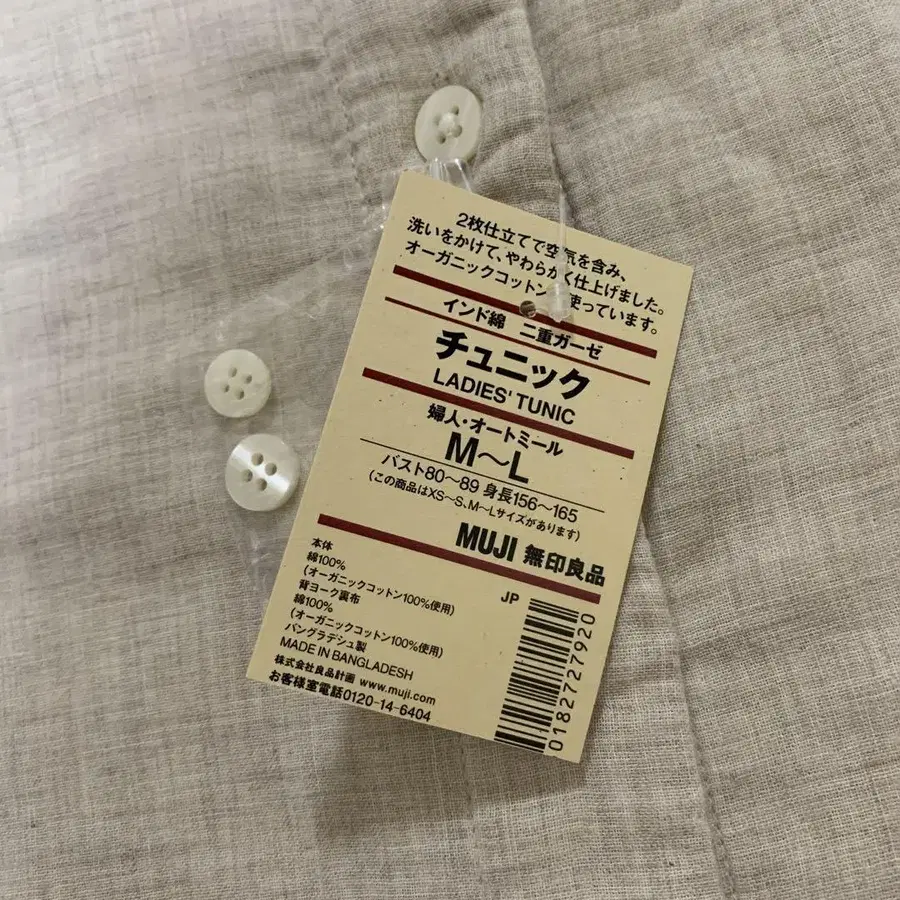 2枚仕立てで空気を含み、
洗いをかけて、やわらかく仕上げました。
オーガニックコットン 使っています。
インド綿 二重ガーゼ
チュニック
LADIES' TUNIC
婦人・オートミール
M〜L
バスト80〜89 身長156〜165
(この商品はXS〜S、M〜Lサイズがあります)
MUJI 無印良品
本体
綿100%
(オーガニックコットン100%使用)
背ヨーク裏布
綿100%
(オーガニックコットン100%使用)
バングラデシュ製
MADE IN BANGLADESH
株式会社良品計画 www.muji.com
お客様室電話0120-14-6404
JP
01827727920